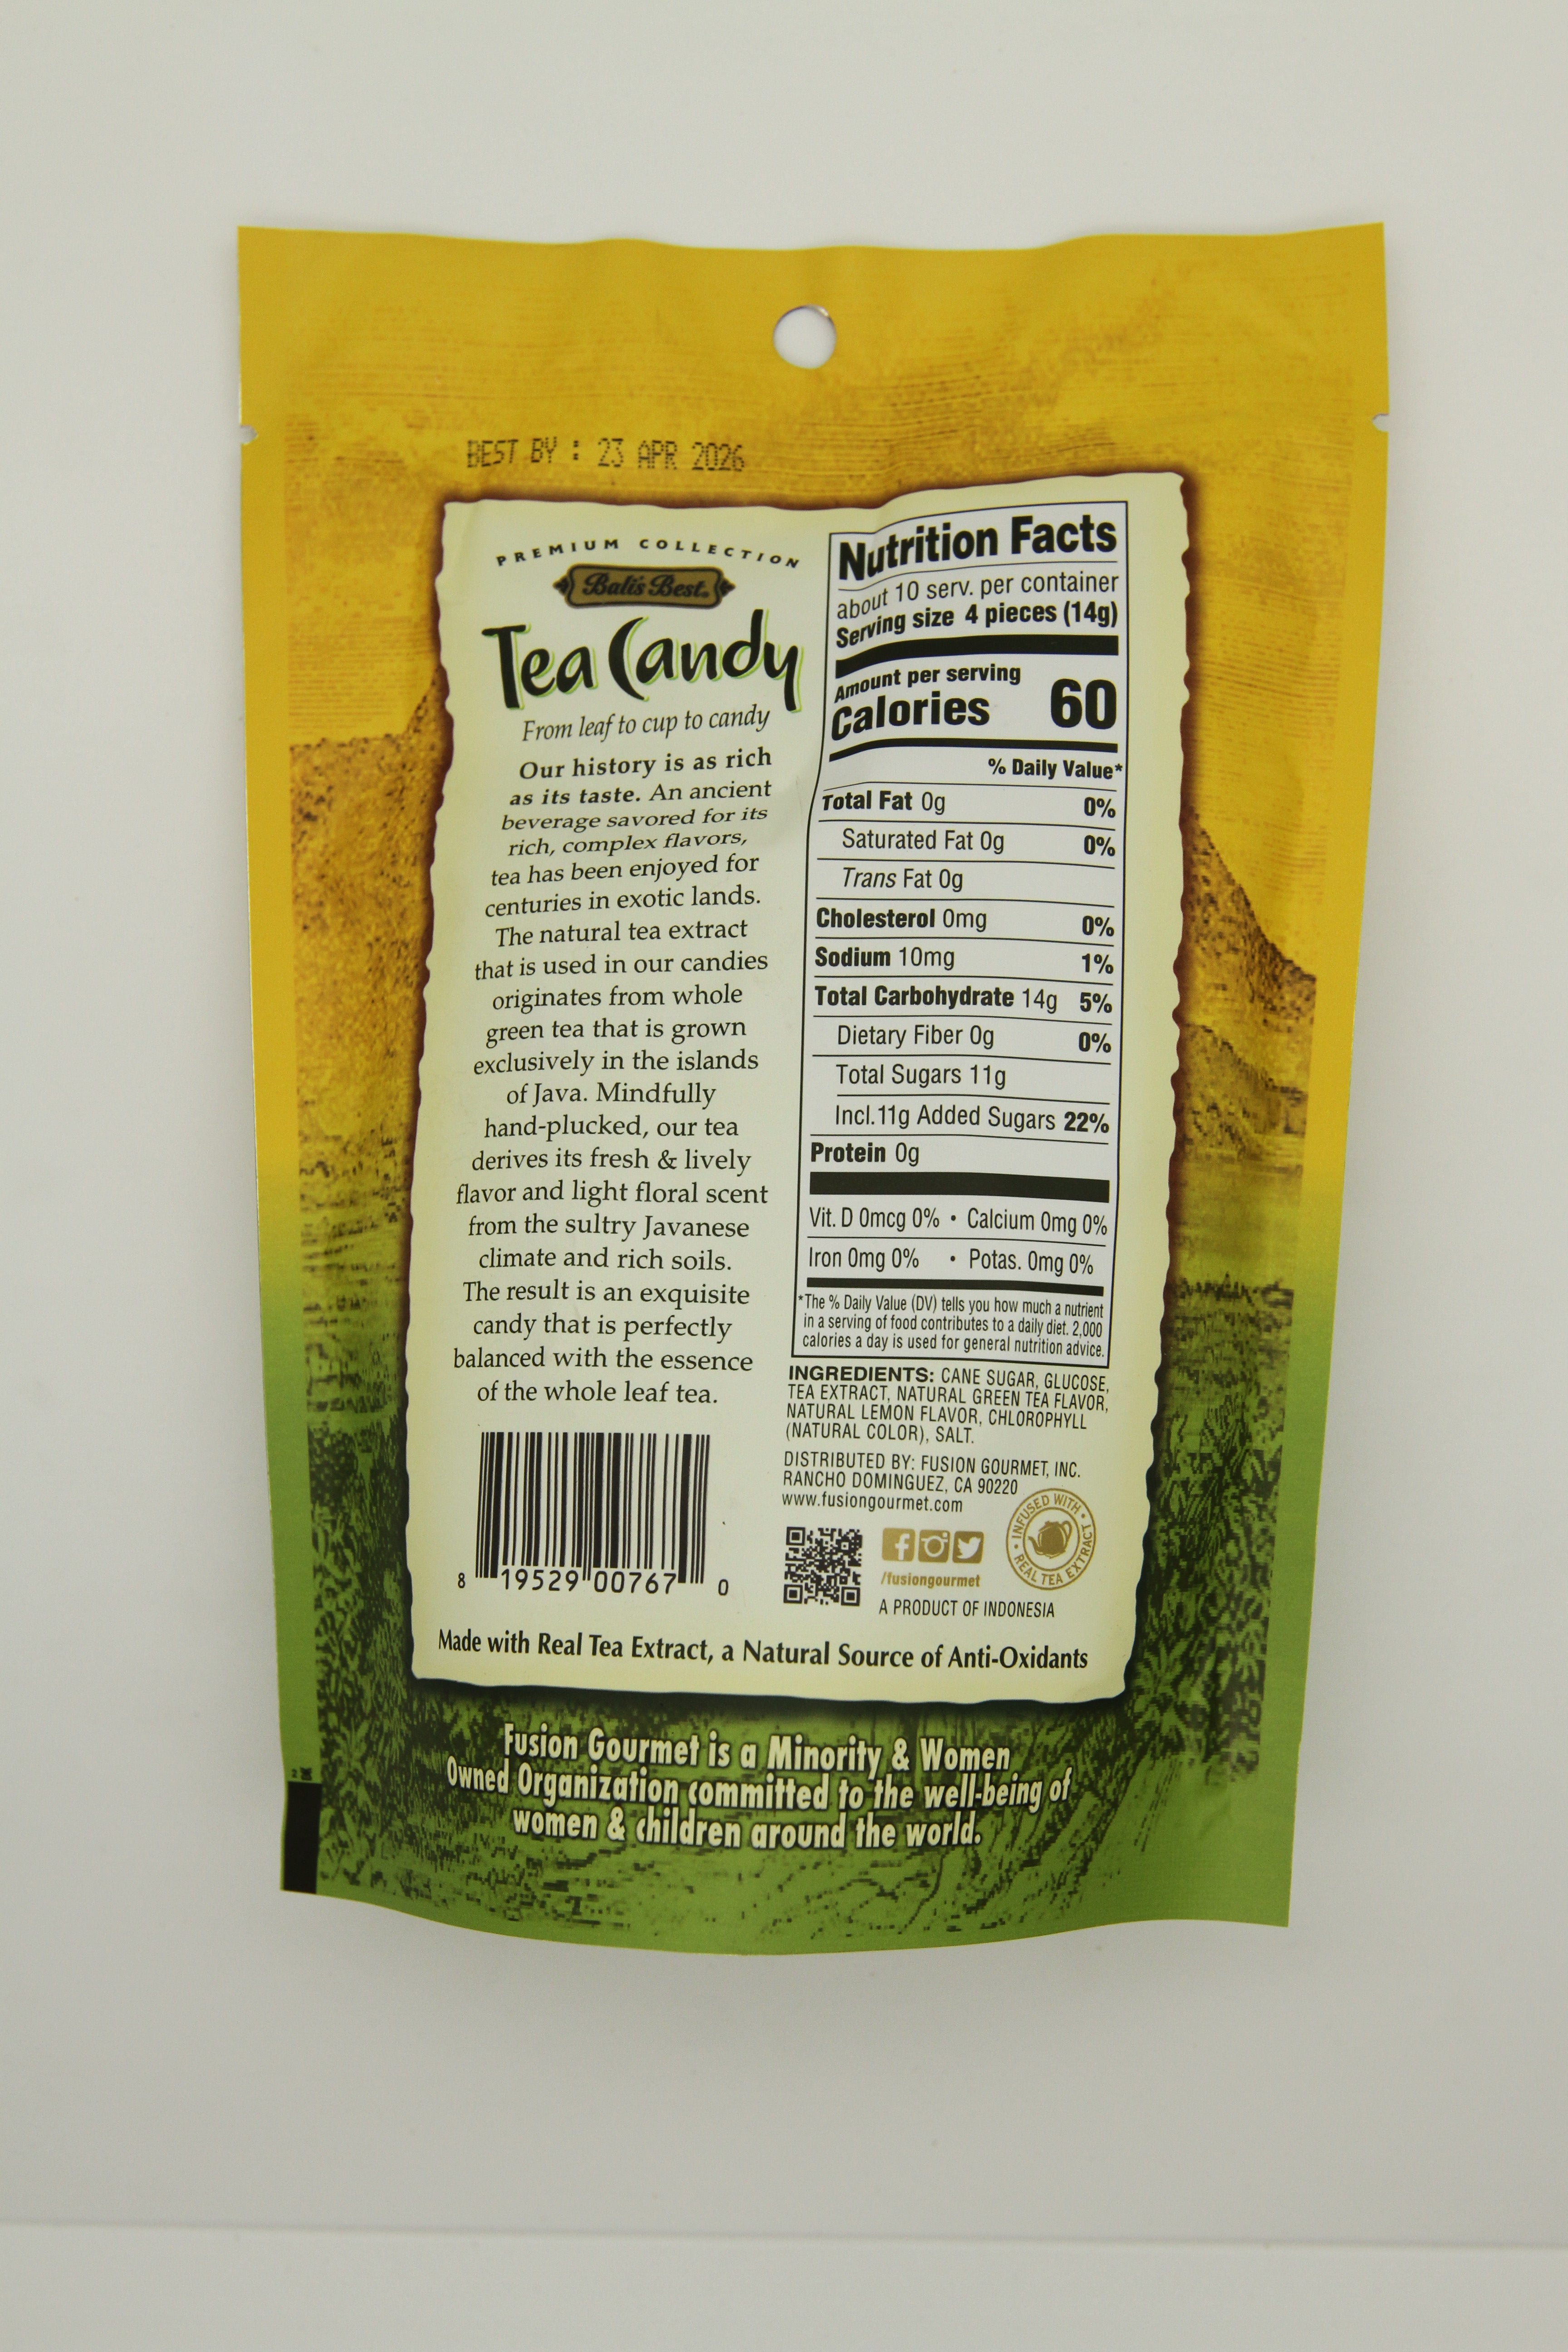 BEST BY : 23 APR 2026
PREMIUM COLLECTION
Bali's Best.
Tea Candy
From leaf to cup to candy
Our history is as rich
as its taste. An ancient
beverage savored for its
rich, complex flavors,
tea has been enjoyed for
centuries in exotic lands.
The natural tea extract
that is used in our candies
originates from whole
green tea that is grown
exclusively in the islands
of Java. Mindfully
hand-plucked, our tea
derives its fresh & lively
flavor and light floral scent
from the sultry Javanese
climate and rich soils.
The result is an exquisite
candy that is perfectly
balanced with the essence
of the whole leaf tea.
8 19529 00767 0
Nutrition Facts
about 10 serv. per container
Serving size 4 pieces (14g)
Amount per serving
Calories 60
% Daily Value*
Total Fat 0g 0%
Saturated Fat 0g 0%
Trans Fat 0g
Cholesterol 0mg 0%
Sodium 10mg 1%
Total Carbohydrate 14g 5%
Dietary Fiber 0g 0%
Total Sugars 11g
Incl.11g Added Sugars 22%
Protein 0g
Vit. D 0mcg 0% • Calcium 0mg 0%
Iron 0mg 0% • Potas. 0mg 0%
*The % Daily Value (DV) tells you how much a nutrient
in a serving of food contributes to a daily diet. 2,000
calories a day is used for general nutrition advice.
INGREDIENTS: CANE SUGAR, GLUCOSE,
TEA EXTRACT, NATURAL GREEN TEA FLAVOR,
NATURAL LEMON FLAVOR, CHLOROPHYLL
(NATURAL COLOR), SALT.
DISTRIBUTED BY: FUSION GOURMET, INC.
RANCHO DOMINGUEZ, CA 90220
www.fusiongourmet.com
• INFUSED WITH •
REAL TEA EXTRACT
/fusiongourmet
A PRODUCT OF INDONESIA
Made with Real Tea Extract, a Natural Source of Anti-Oxidants
Fusion Gourmet is a Minority & Women
Owned Organization committed to the well-being of
women & children around the world.